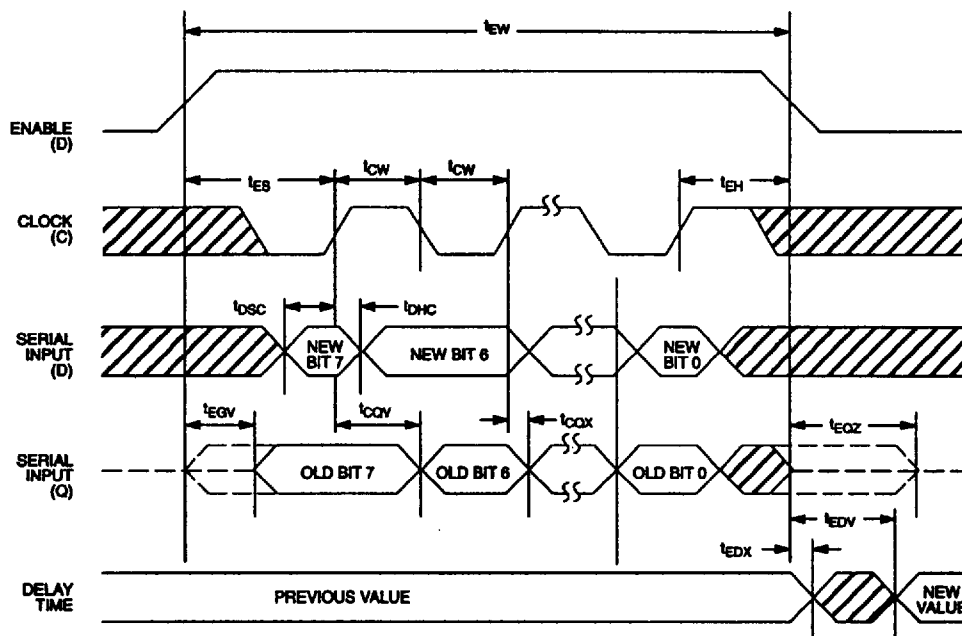 tEW
ENABLE
(D)
tES
tCW
tCW
tEH
CLOCK
(C)
tDSC
tDHC
SERIAL
INPUT
(D)
NEW
BIT 7
NEW BIT 6
NEW
BIT 0
tEGV
tCQV
tCQX
tEQZ
SERIAL
INPUT
(Q)
OLD BIT 7
OLD BIT 6
OLD BIT 0
tEDV
tEDX
DELAY
TIME
PREVIOUS VALUE
NEW
VALUE